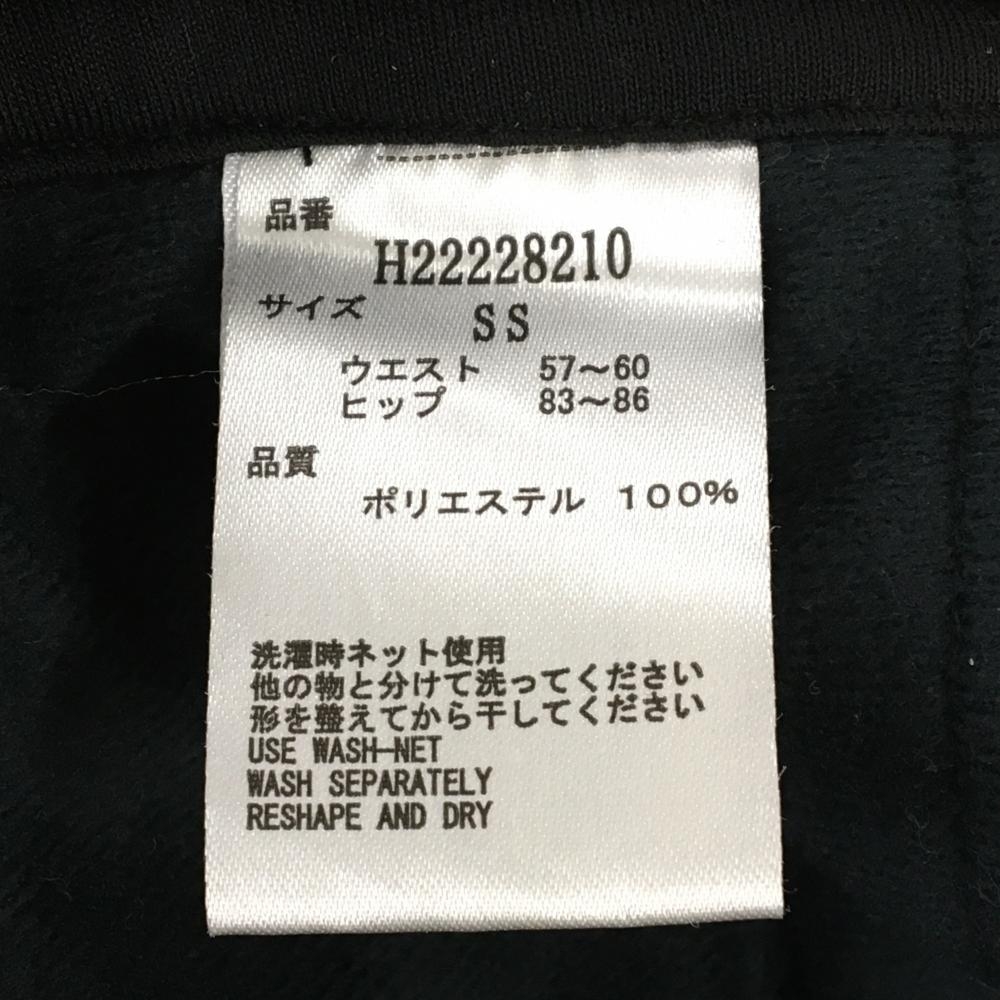 品番
H22228210
サイズ
SS
ウエスト 57〜60
ヒップ 83〜86
品質
ポリエステル 100%
洗濯時ネット使用
他の物と分けて洗ってください
形を整えてから干してください
USE WASH-NET
WASH SEPARATELY
RESHAPE AND DRY